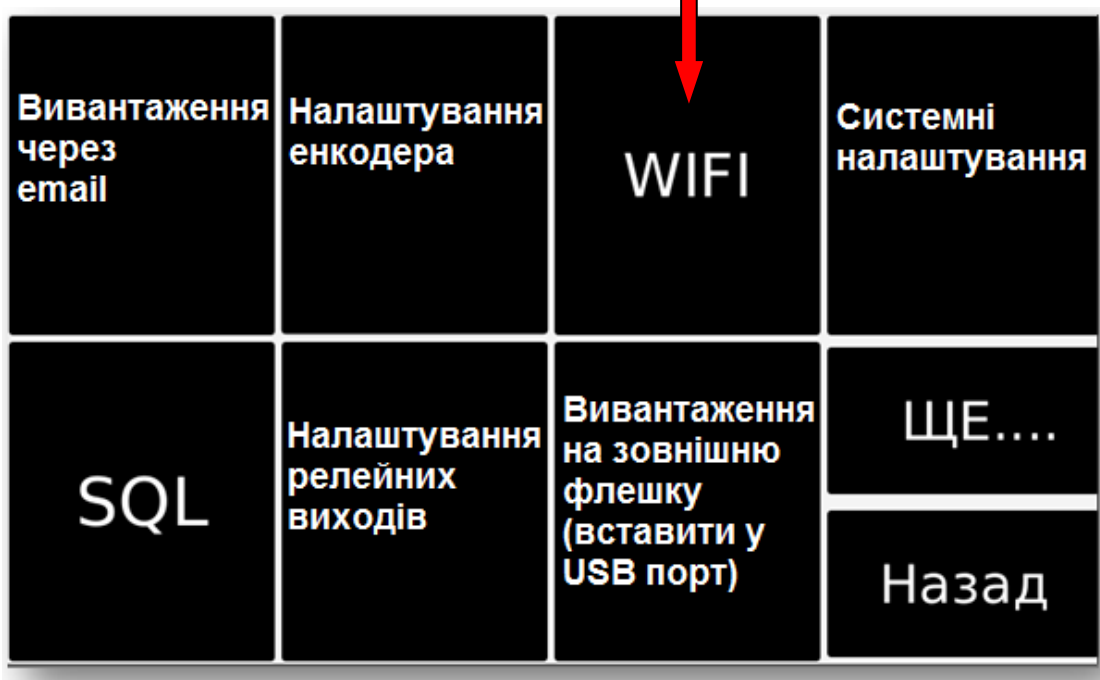 Вивантаження
через
email
Налаштування
енкодера
WIFI
Системні
налаштування
SQL
Налаштування
релейних
виходів
Вивантаження
на зовнішню
флешку
(вставити у
USB порт)
ЩЕ....
Назад